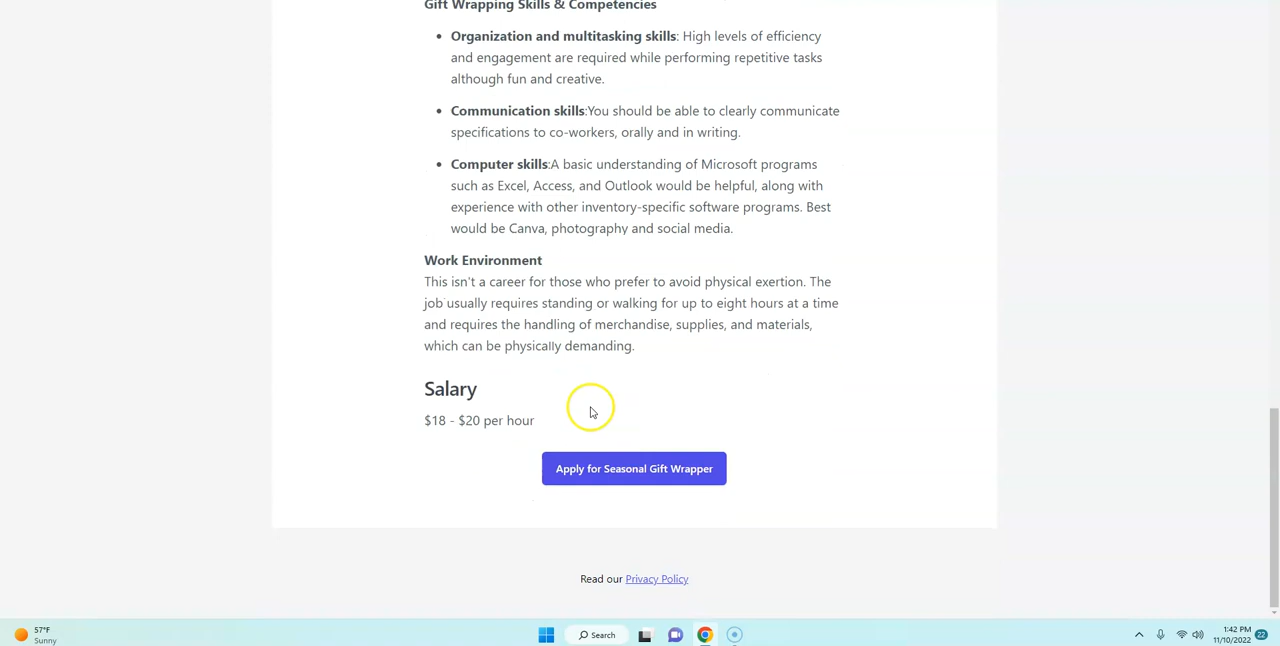 Gift Wrapping Skills & Competencies
Organization and multitasking skills: High levels of efficiency
and engagement are required while performing repetitive tasks
although fun and creative.
Communication skills:You should be able to clearly communicate
specifications to co-workers, orally and in writing.
Computer skills:A basic understanding of Microsoft programs
such as Excel, Access, and Outlook would be helpful, along with
experience with other inventory-specific software programs. Best
would be Canva, photography and social media.
Work Environment
This isn't a career for those who prefer to avoid physical exertion. The
job usually requires standing or walking for up to eight hours at a time
and requires the handling of merchandise, supplies, and materials,
which can be physically demanding.
Salary
$18 - $20 per hour
Apply for Seasonal Gift Wrapper
Read our Privacy Policy
57°F
Sunny
Search
1:42 PM
11/10/2022
22